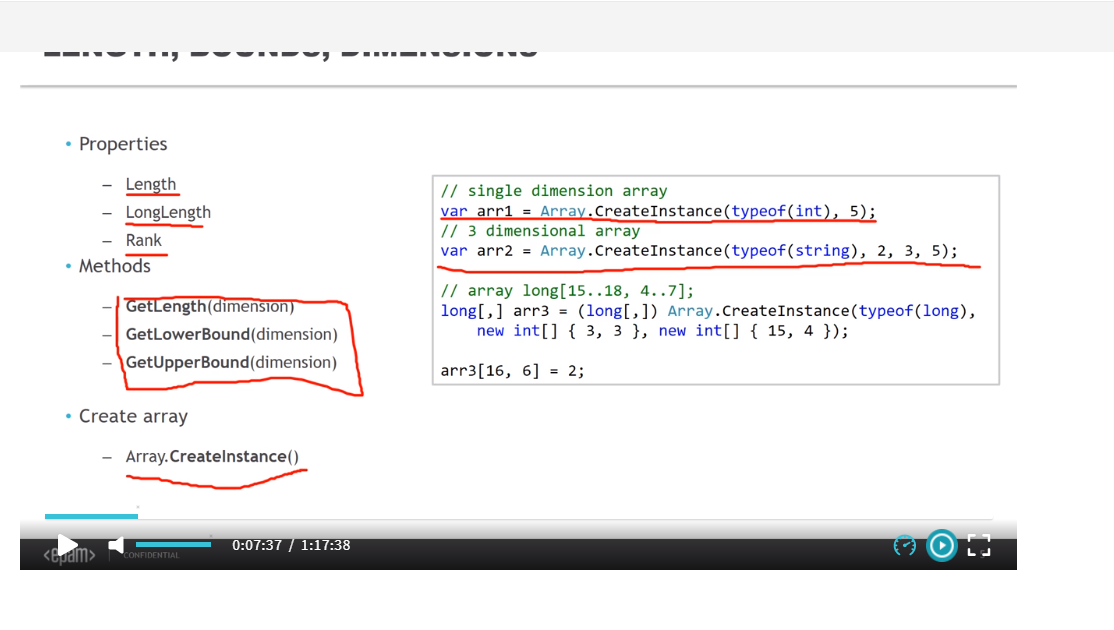 LENGTH, BOUNDS, DIMENSIONS
• Properties
– Length
– LongLength
– Rank
• Methods
– GetLength(dimension)
– GetLowerBound(dimension)
– GetUpperBound(dimension)
• Create array
– Array.CreateInstance()
// single dimension array
var arr1 = Array.CreateInstance(typeof(int), 5);
// 3 dimensional array
var arr2 = Array.CreateInstance(typeof(string), 2, 3, 5);
// array long[15..18, 4..7];
long[,] arr3 = (long[,]) Array.CreateInstance(typeof(long),
new int[] { 3, 3 }, new int[] { 15, 4 });
arr3[16, 6] = 2;
0:07:37 / 1:17:38
<epam> | CONFIDENTIAL